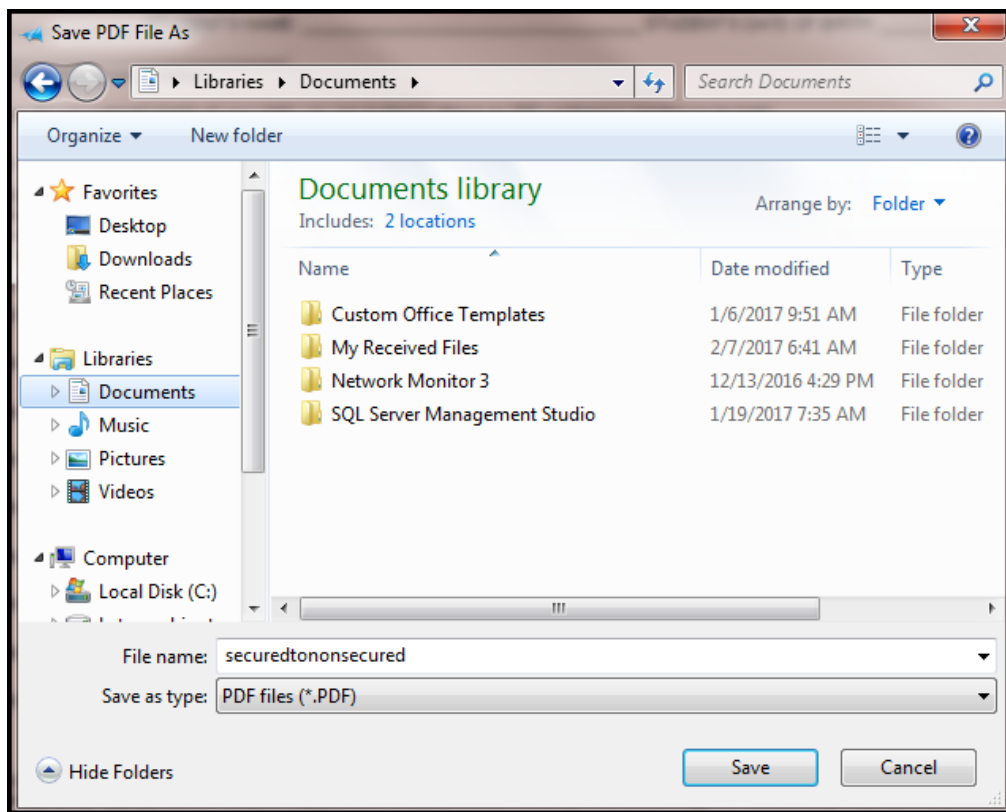 Save PDF File As
Libraries Documents
Search Documents
Organize New folder
Favorites
Desktop
Downloads
Recent Places
Libraries
Documents
Music
Pictures
Videos
Computer
Local Disk (C:)
Documents library
Includes: 2 locations
Arrange by: Folder
Name Date modified Type
Custom Office Templates 1/6/2017 9:51 AM File folder
My Received Files 2/7/2017 6:41 AM File folder
Network Monitor 3 12/13/2016 4:29 PM File folder
SQL Server Management Studio 1/19/2017 7:35 AM File folder
File name: securedtononsecured
Save as type: PDF files (*.PDF)
Hide Folders Save Cancel